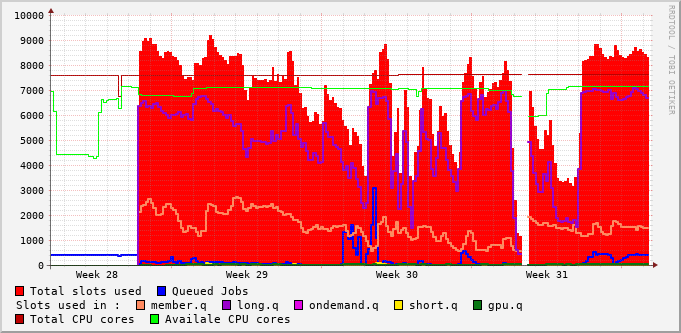 10000
9000
8000
7000
6000
5000
4000
3000
2000
1000
0
Week 28 Week 29 Week 30 Week 31
RRDTOOL / TOBI OETIKER
Total slots used Queued Jobs
Slots used in : member.q long.q ondemand.q short.q gpu.q
Total CPU cores Availale CPU cores